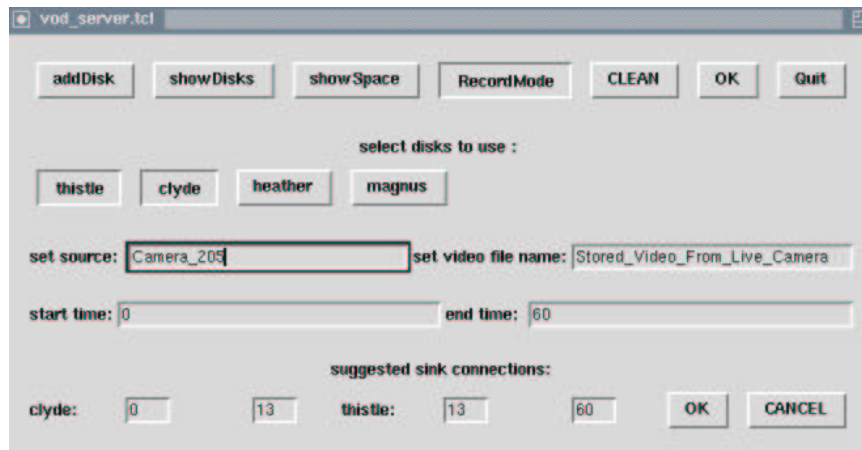 vod_server.tcl
addDisk showDisks showSpace RecordMode CLEAN OK Quit
select disks to use :
thistle clyde heather magnus
set source: Camera_205 set video file name: Stored_Video_From_Live_Camera
start time: 0 end time: 60
suggested sink connections:
clyde: 0 13 thistle: 13 60 OK CANCEL